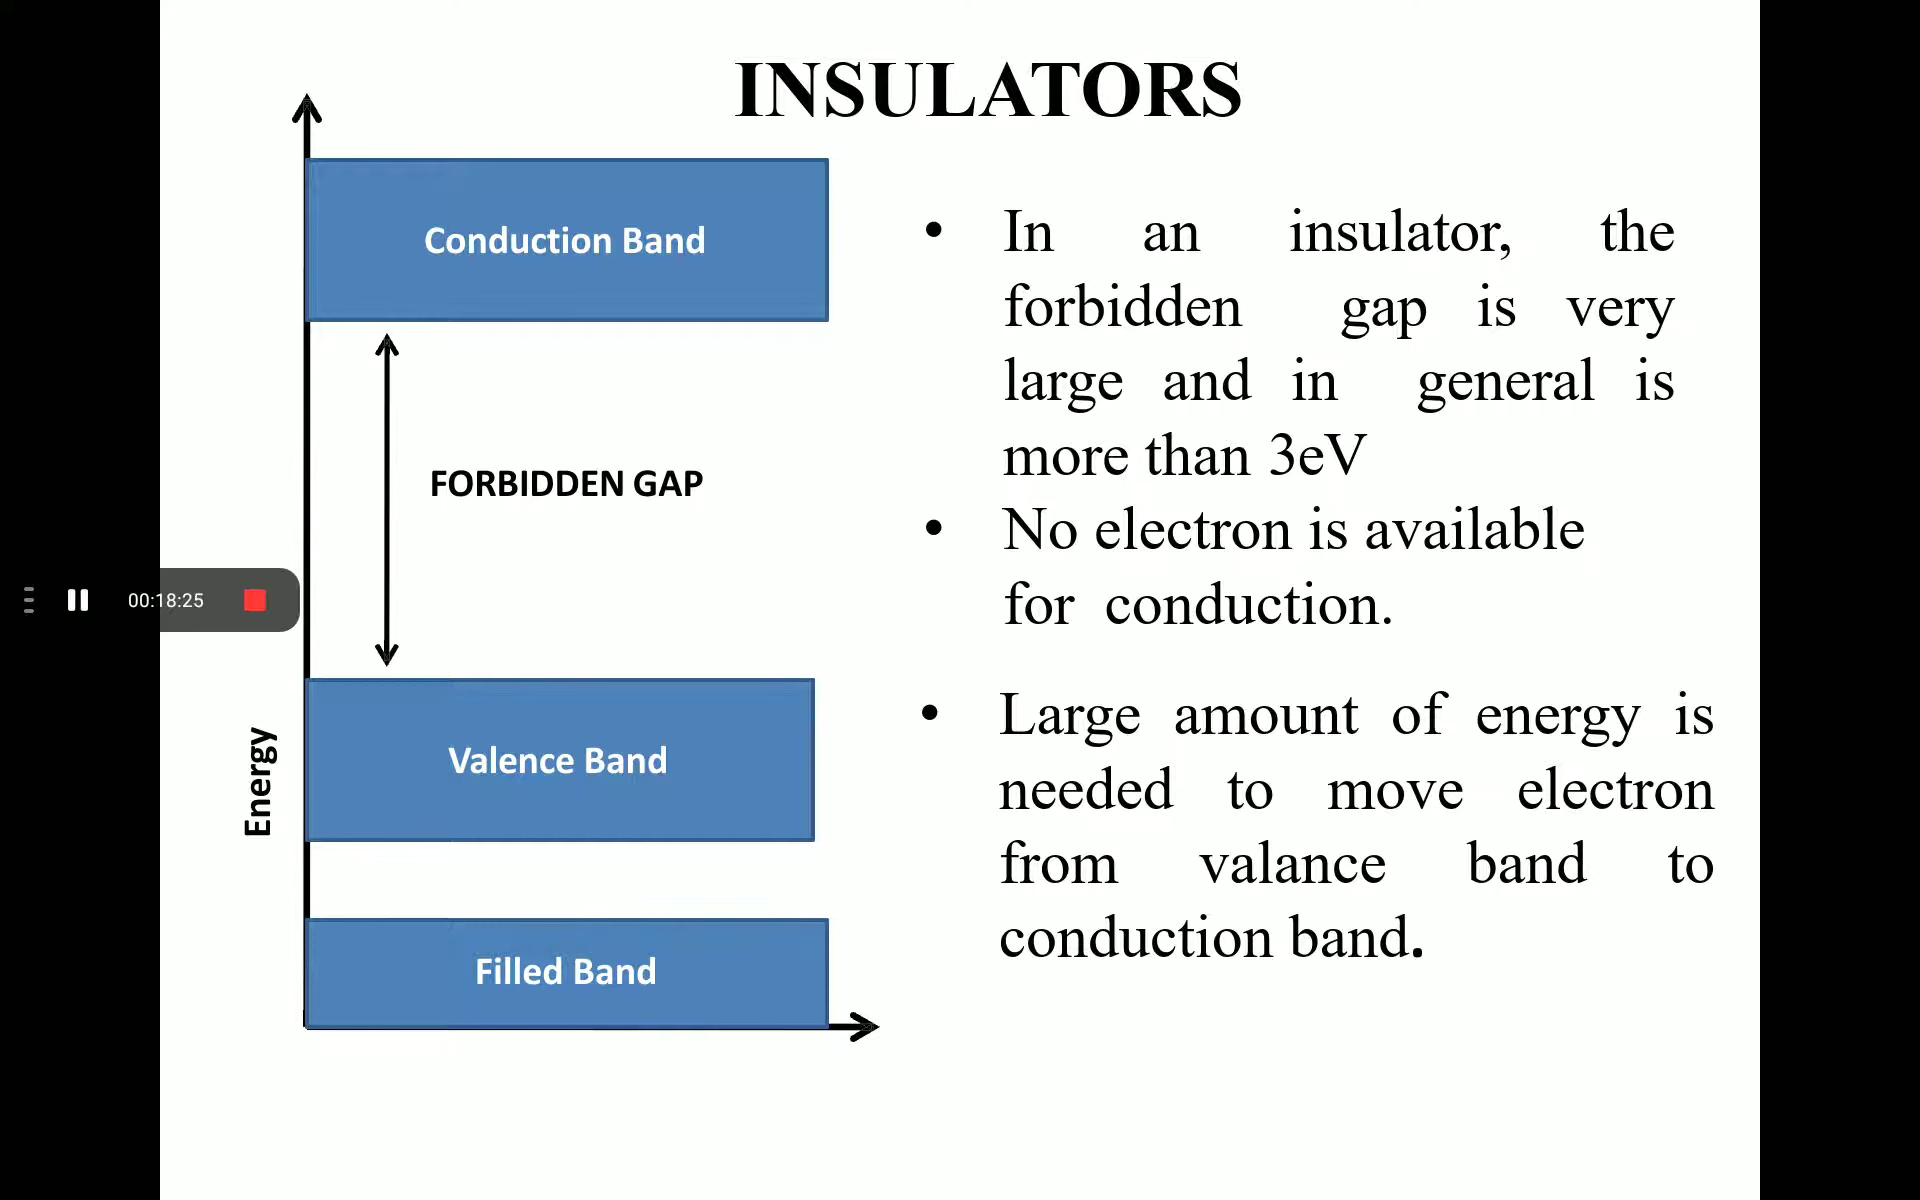 INSULATORS
Conduction Band
FORBIDDEN GAP
00:18:25
Energy
Valence Band
Filled Band
• In an insulator, the
forbidden gap is very
large and in general is
more than 3eV
• No electron is available
for conduction.
• Large amount of energy is
needed to move electron
from valance band to
conduction band.